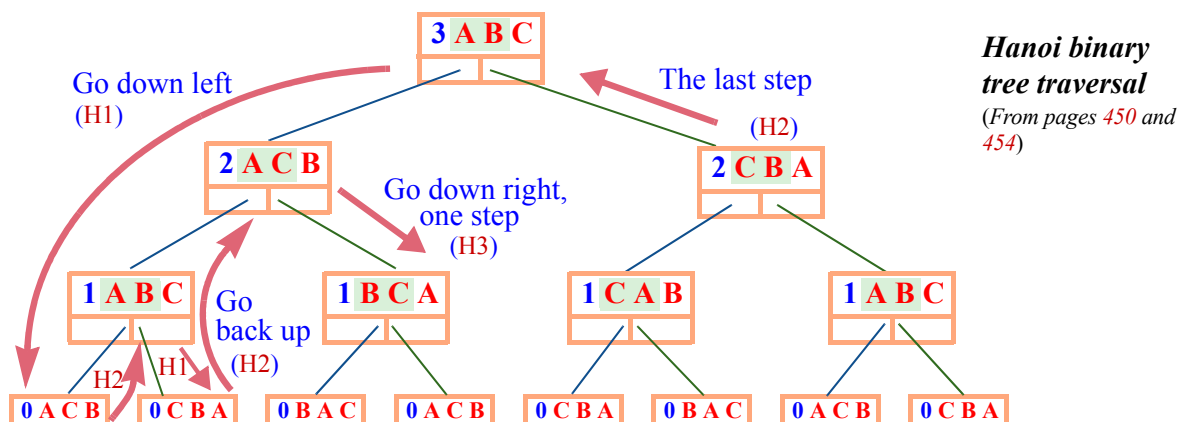 3 A B C
Hanoi binary
tree traversal
(From pages 450 and
454)
Go down left
(H1)
The last step
(H2)
2 A C B
2 C B A
Go down right,
one step
(H3)
1 A B C
1 B C A
1 C A B
1 A B C
Go
back up
(H2)
H2
H1
0 A C B
0 C B A
0 B A C
0 A C B
0 C B A
0 B A C
0 A C B
0 C B A